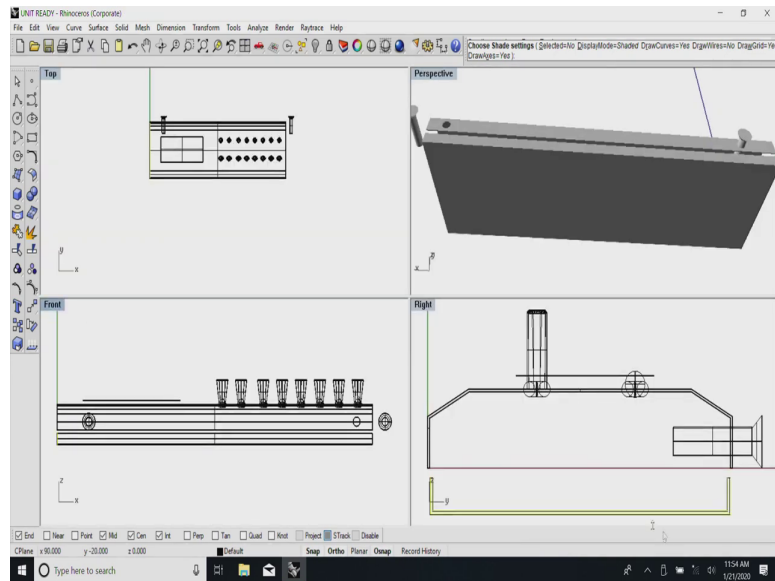 UNIT READY - Rhinoceros (Corporate)
File Edit View Curve Surface Solid Mesh Dimension Transform Tools Analyze Render Raytrace Help
Choose Shade settings ( Selected=No DisplayMode=Shaded DrawCurves=Yes DrawWires=No DrawGrid=Ye
DrawAxes=Yes ):
Top
Perspective
y
x
x
Front
Right
z
x
y
End Near Point Mid Cen Int Perp Tan Quad Knot Project STrack Disable
CPlane x 90.000 y -20.000 z 0.000 Default Snap Ortho Planar Osnap Record History
Type here to search
11:54 AM
1/21/2020